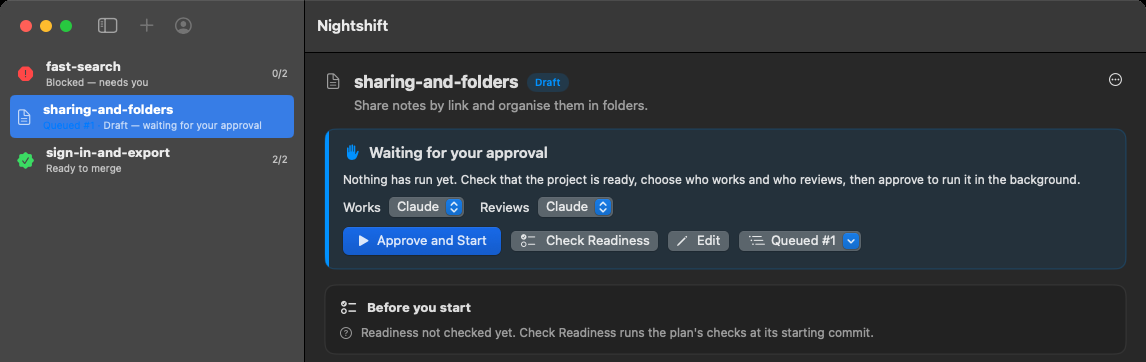 Nightshift
fast-search
0/2
Blocked — needs you
sharing-and-folders
Queued #1 Draft — waiting for your approval
sign-in-and-export
2/2
Ready to merge
sharing-and-folders Draft
Share notes by link and organise them in folders.
Waiting for your approval
Nothing has run yet. Check that the project is ready, choose who works and who reviews, then approve to run it in the background.
Works Claude Reviews Claude
Approve and Start Check Readiness Edit Queued #1
Before you start
Readiness not checked yet. Check Readiness runs the plan's checks at its starting commit.